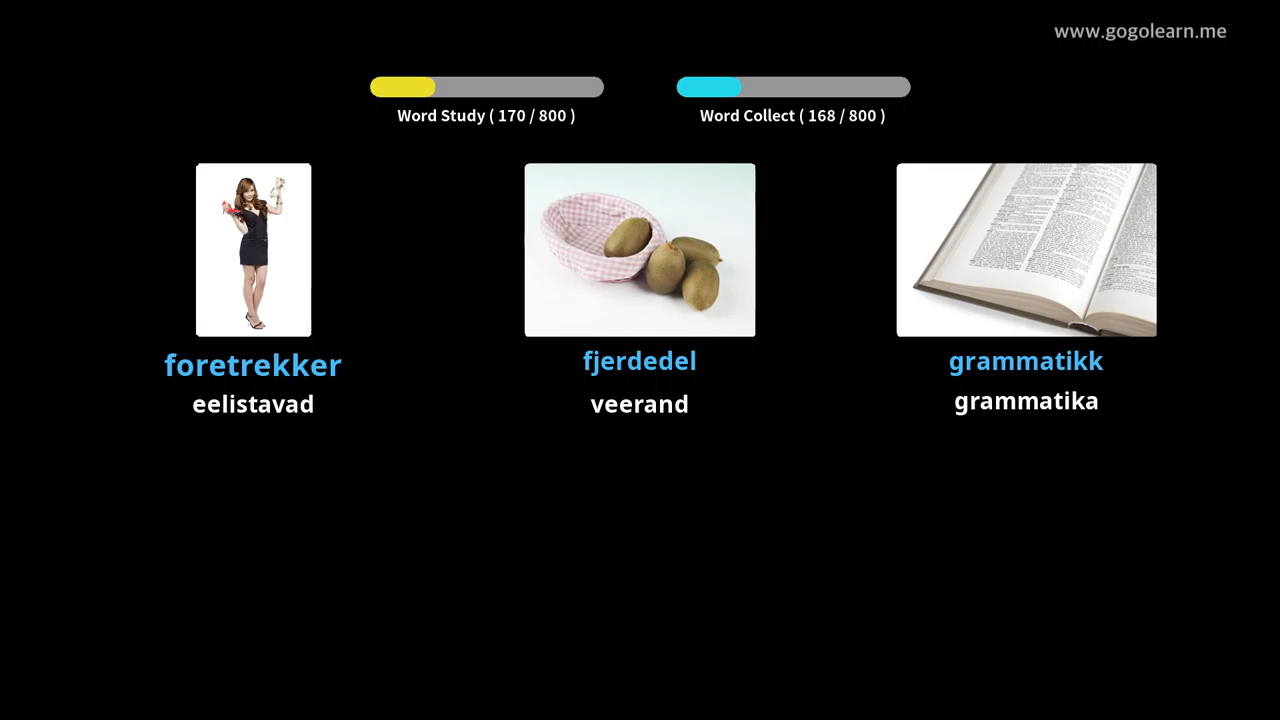 www.gogolearn.me
Word Study ( 170 / 800 )
Word Collect ( 168 / 800 )
foretrekker
eelistavad
fjerdedel
veerand
grammatikk
grammatika